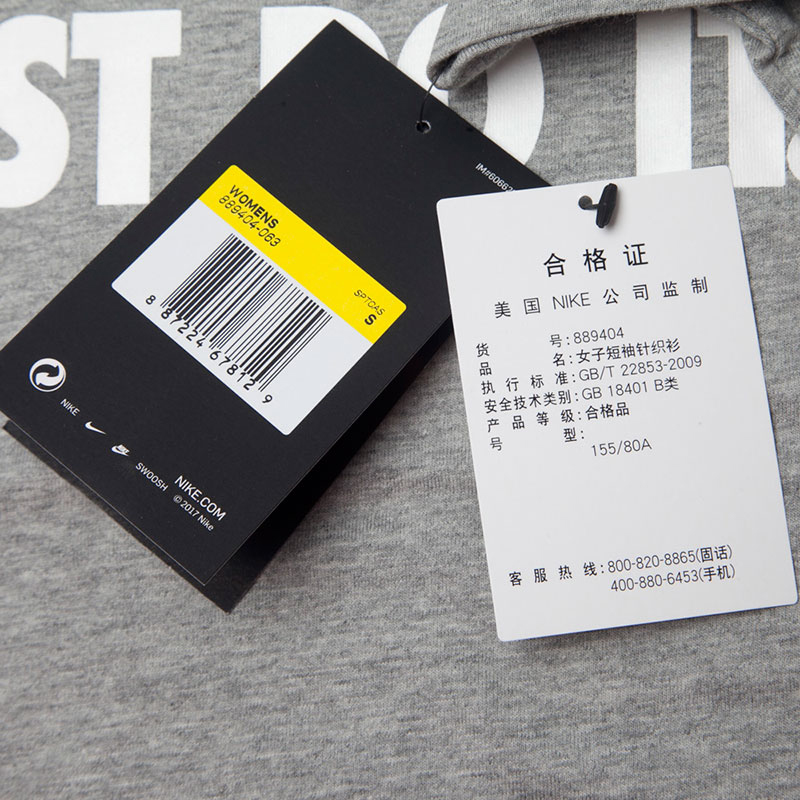 ST DO IT.
IM#6066
WOMENS
889404-063
SPTCAS
S
8 87224 67812 9
NIKE
SWOOSH
NIKE.COM
© 2017 Nike
合格证
美国 NIKE 公司监制
货号:889404
品名:女子短袖针织衫
执行标准:GB/T 22853-2009
安全技术类别:GB 18401 B类
产品等级:合格品
号型:
155/80A
客服热线:800-820-8865(固话)
400-880-6453(手机)